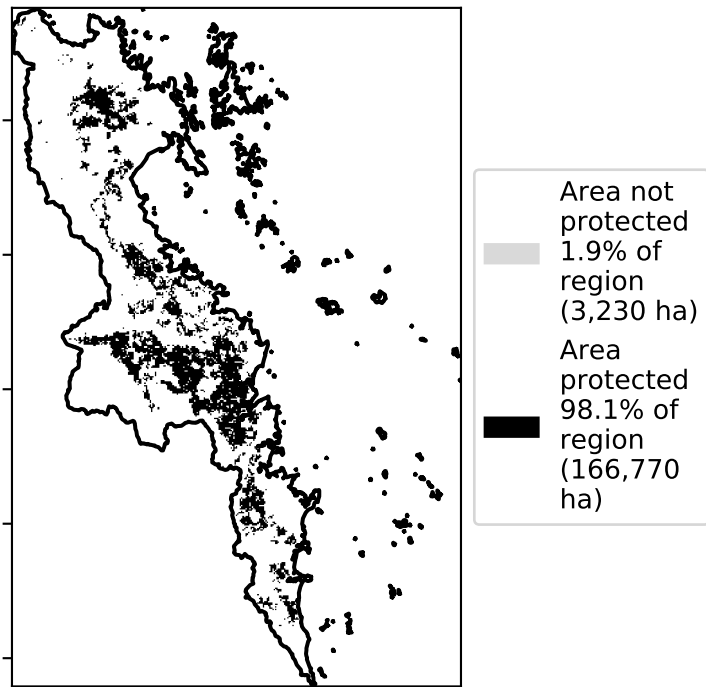 Area not
protected
1.9% of
region
(3,230 ha)
Area
protected
98.1% of
region
(166,770
ha)